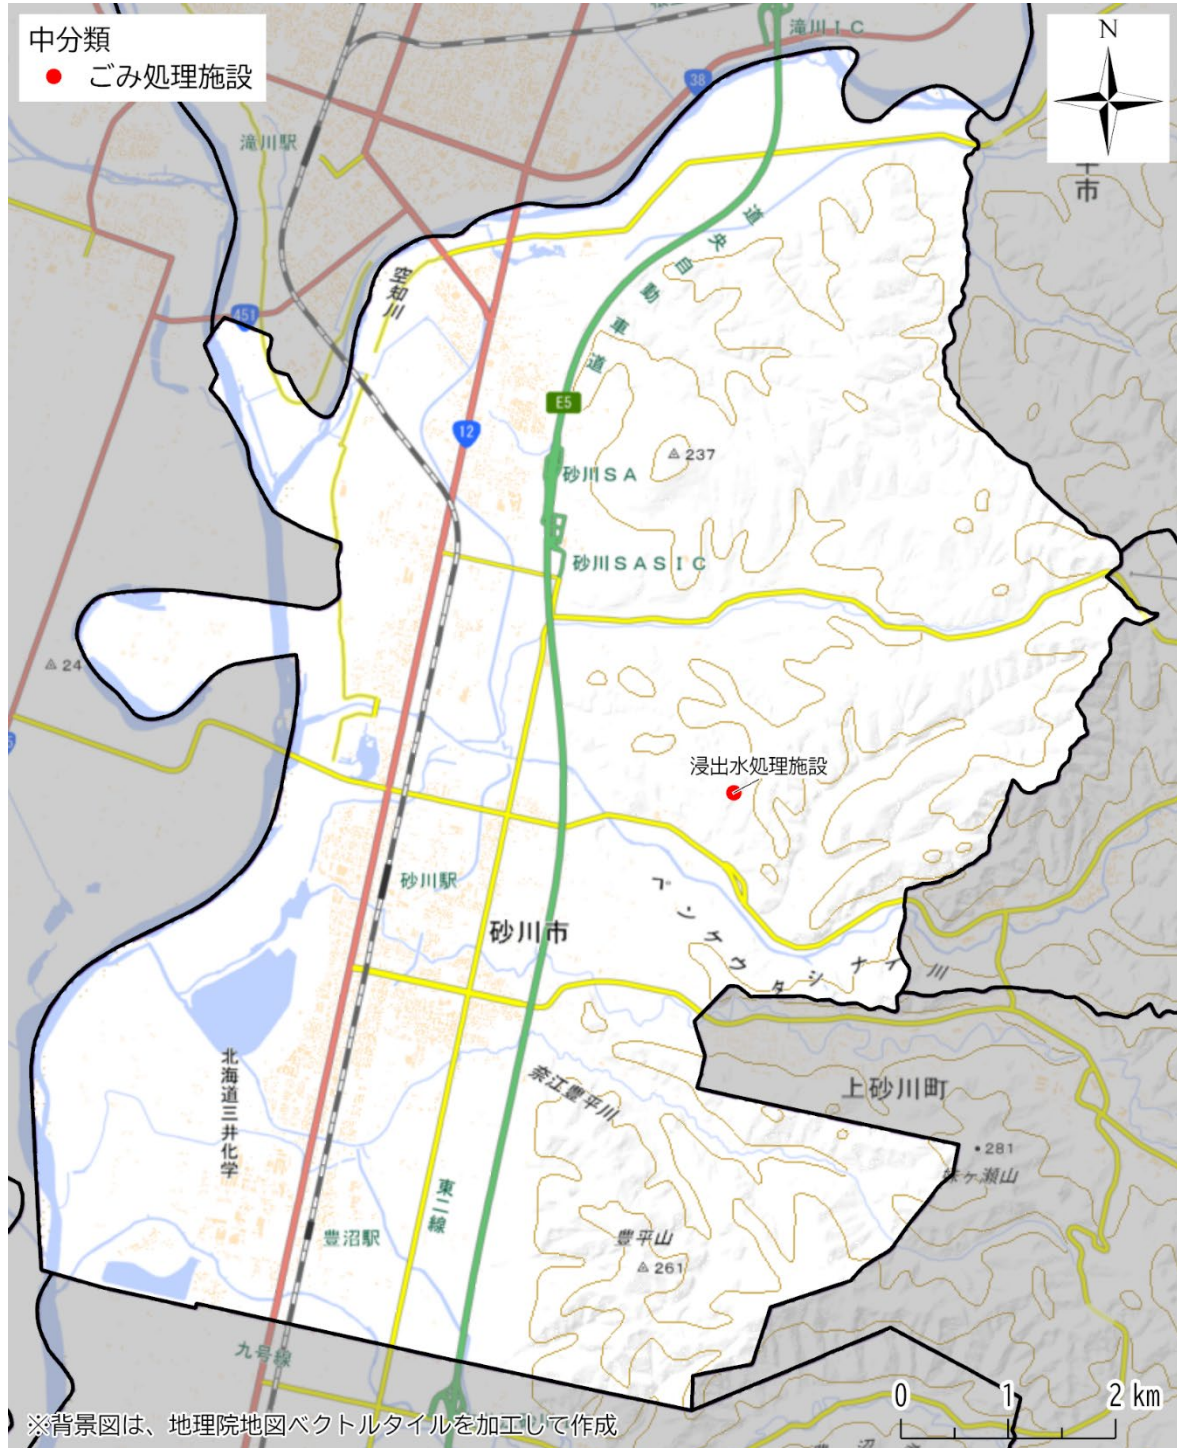 中分類
ごみ処理施設
滝川IC
N
38
滝川駅
市
空知川
道央自動車道
451
E5
12
237
砂川SA
砂川SASIC
24
浸出水処理施設
砂川駅
砂川市
ペンケウタシナイ川
北海道三井化学
奈江豊平川
上砂川町
281
妹ヶ瀬山
東二線
豊沼駅
豊平山
261
九号線
0 1 2 km
※背景図は、地理院地図ベクトルタイルを加工して作成